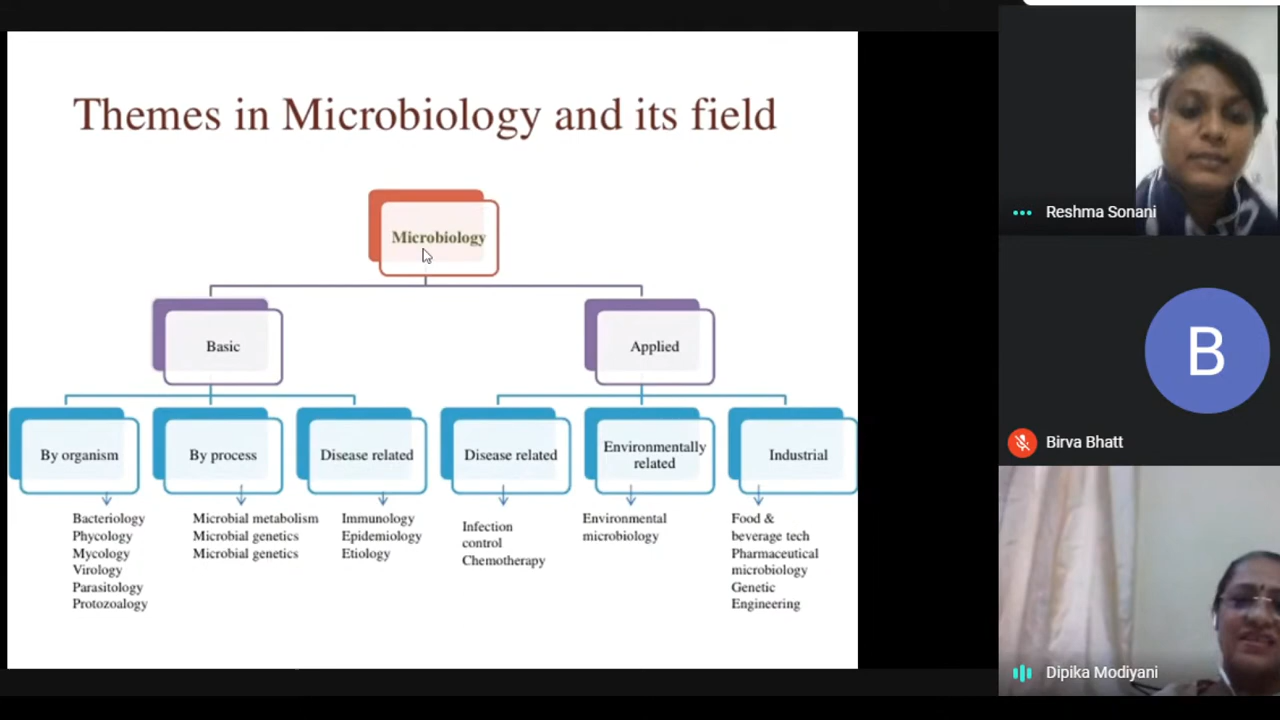 Themes in Microbiology and its field
Microbiology
Basic
Applied
By organism
By process
Disease related
Disease related
Environmentally
related
Industrial
Bacteriology
Phycology
Mycology
Virology
Parasitology
Protozoalogy
Microbial metabolism
Microbial genetics
Microbial genetics
Immunology
Epidemiology
Etiology
Infection
control
Chemotherapy
Environmental
microbiology
Food &
beverage tech
Pharmaceutical
microbiology
Genetic
Engineering
Reshma Sonani
B
Birva Bhatt
Dipika Modiyani